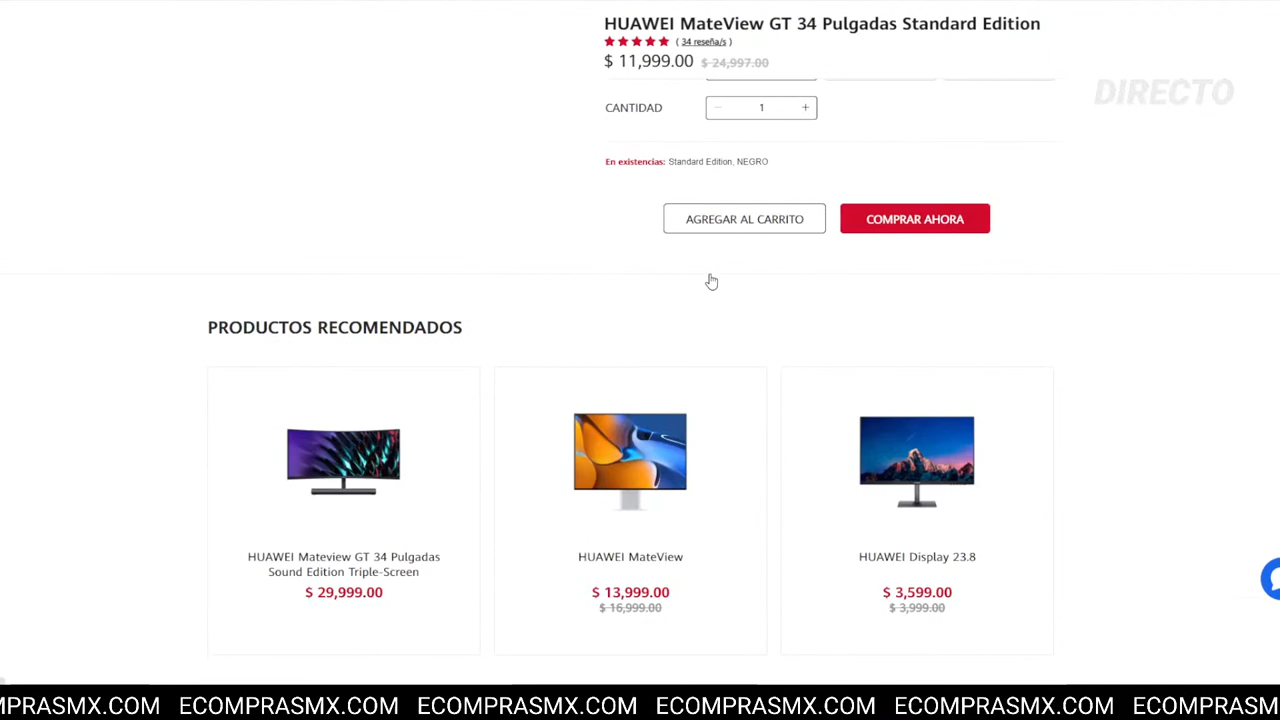 HUAWEI MateView GT 34 Pulgadas Standard Edition
( 34 reseña/s )
$ 11,999.00 $ 24,997.00
DIRECTO
CANTIDAD
1 +
En existencias: Standard Edition, NEGRO
AGREGAR AL CARRITO
COMPRAR AHORA
PRODUCTOS RECOMENDADOS
HUAWEI Mateview GT 34 Pulgadas
Sound Edition Triple-Screen
$ 29,999.00
HUAWEI MateView
$ 13,999.00
$ 16,999.00
HUAWEI Display 23.8
$ 3,599.00
$ 3,999.00
OMPRASMX.COM ECOMPRASMX.COM ECOMPRASMX.COM ECOMPRASMX.COM ECOMPRASMX.COM ECOMPRASM